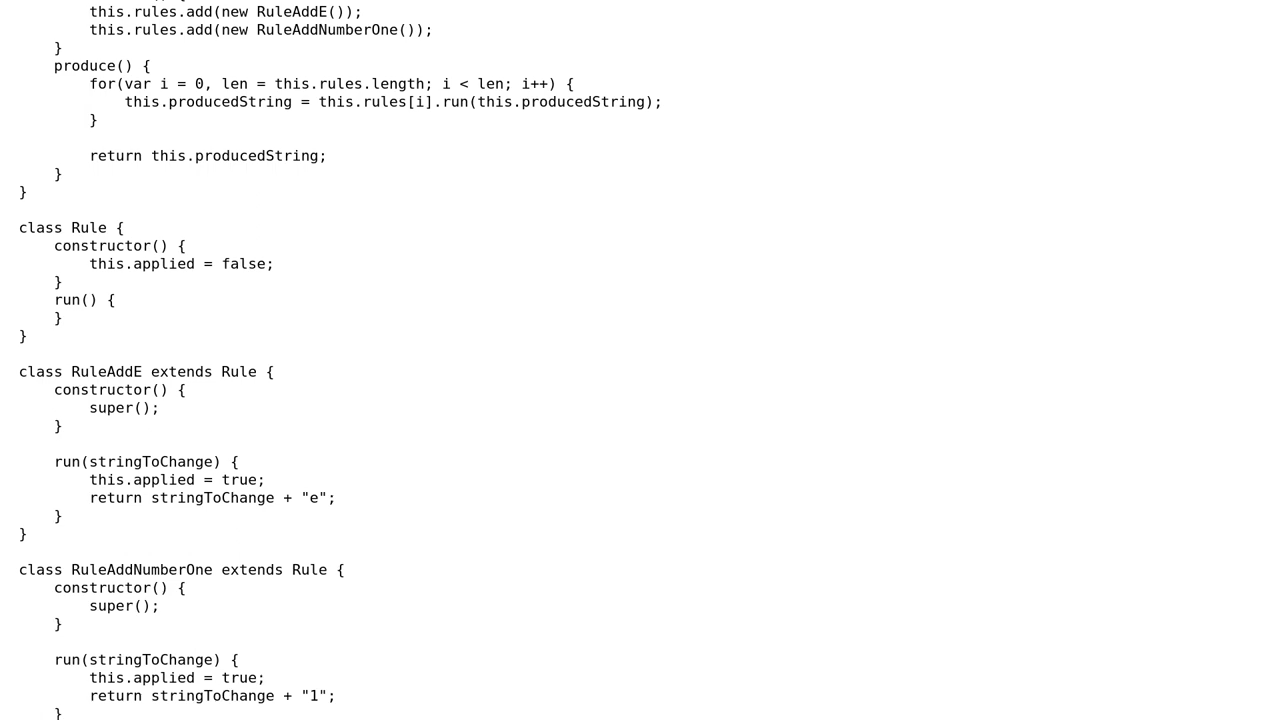 this.rules.add(new RuleAddE());
        this.rules.add(new RuleAddNumberOne());
    }
    produce() {
        for(var i = 0, len = this.rules.length; i < len; i++) {
            this.producedString = this.rules[i].run(this.producedString);
        }

        return this.producedString;
    }
}

class Rule {
    constructor() {
        this.applied = false;
    }
    run() {
    }
}

class RuleAddE extends Rule {
    constructor() {
        super();
    }

    run(stringToChange) {
        this.applied = true;
        return stringToChange + "e";
    }
}

class RuleAddNumberOne extends Rule {
    constructor() {
        super();
    }

    run(stringToChange) {
        this.applied = true;
        return stringToChange + "1";
    }